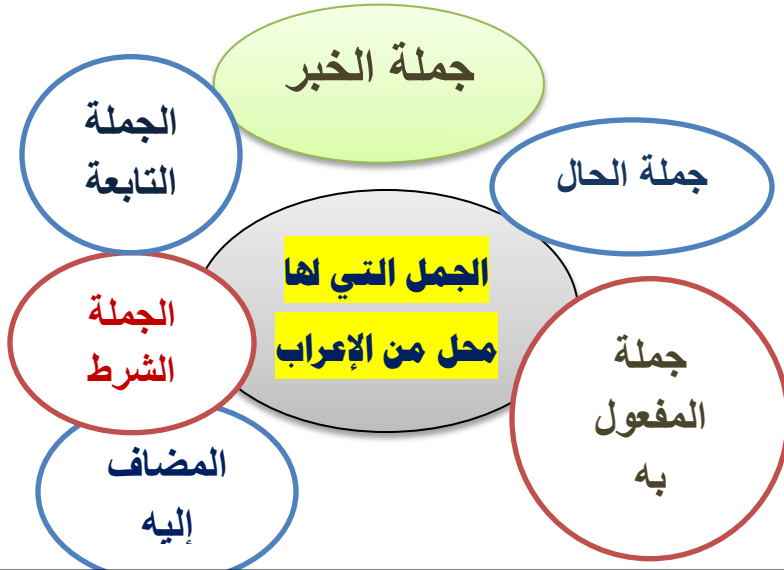 جملة الخبر
جملة الحال
جملة
المفعول
به
الجمل التي لها
محل من الإعراب
الجملة
التابعة
الجملة
الشرط
المضاف
إليه